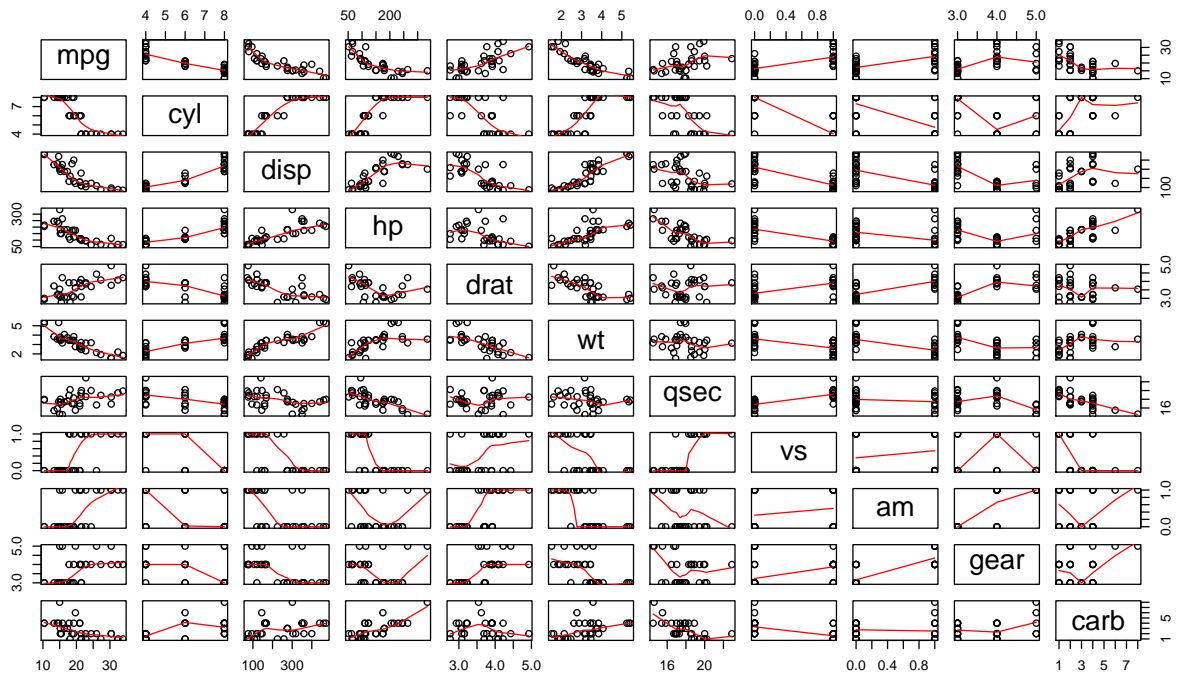 4 5 6 7 8 50 200 2 3 4 5 0.0 0.4 0.8 3.0 4.0 5.0
mpg 10 30
4 7 cyl
disp 100
50 300 hp
drat 3.0 5.0
2 5 wt
qsec 16
0.0 1.0 vs
am 0.0 1.0
3.0 5.0 gear
carb 1 5
10 20 30 100 300 3.0 4.0 5.0 16 20 0.0 0.4 0.8 1 3 5 7